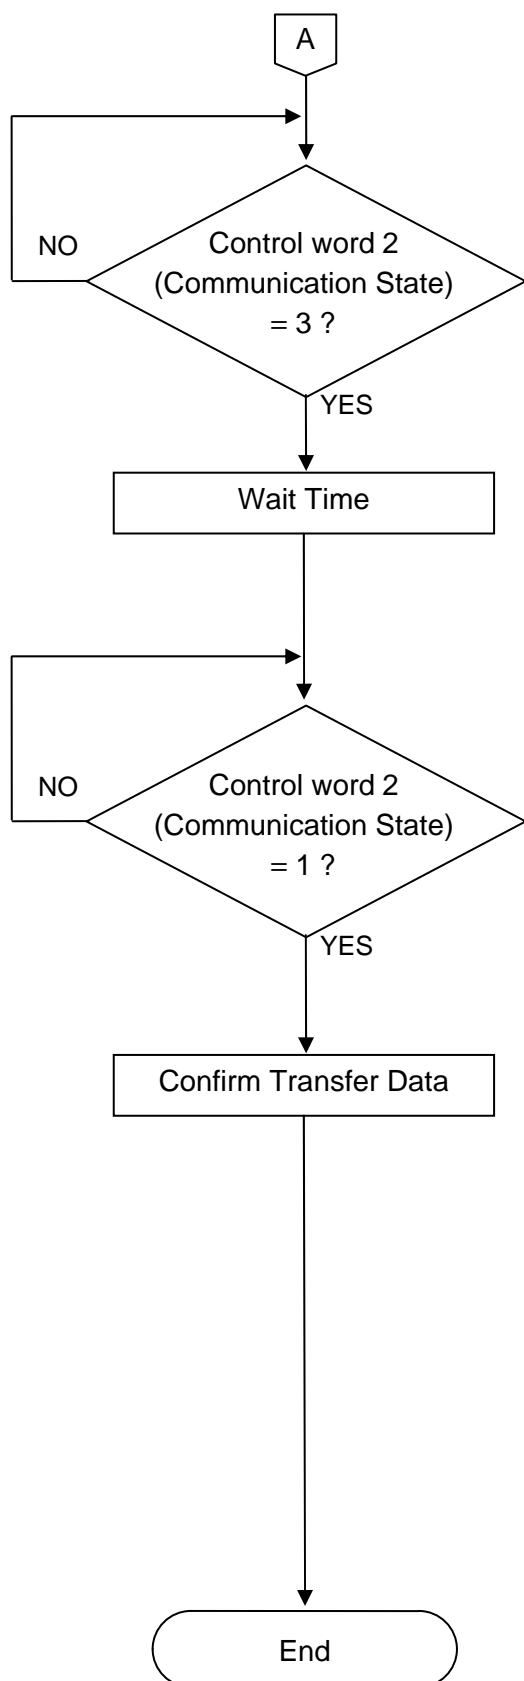 A
NO
Control word 2
(Communication State)
= 3 ?
YES
Wait Time
NO
Control word 2
(Communication State)
= 1 ?
YES
Confirm Transfer Data
End